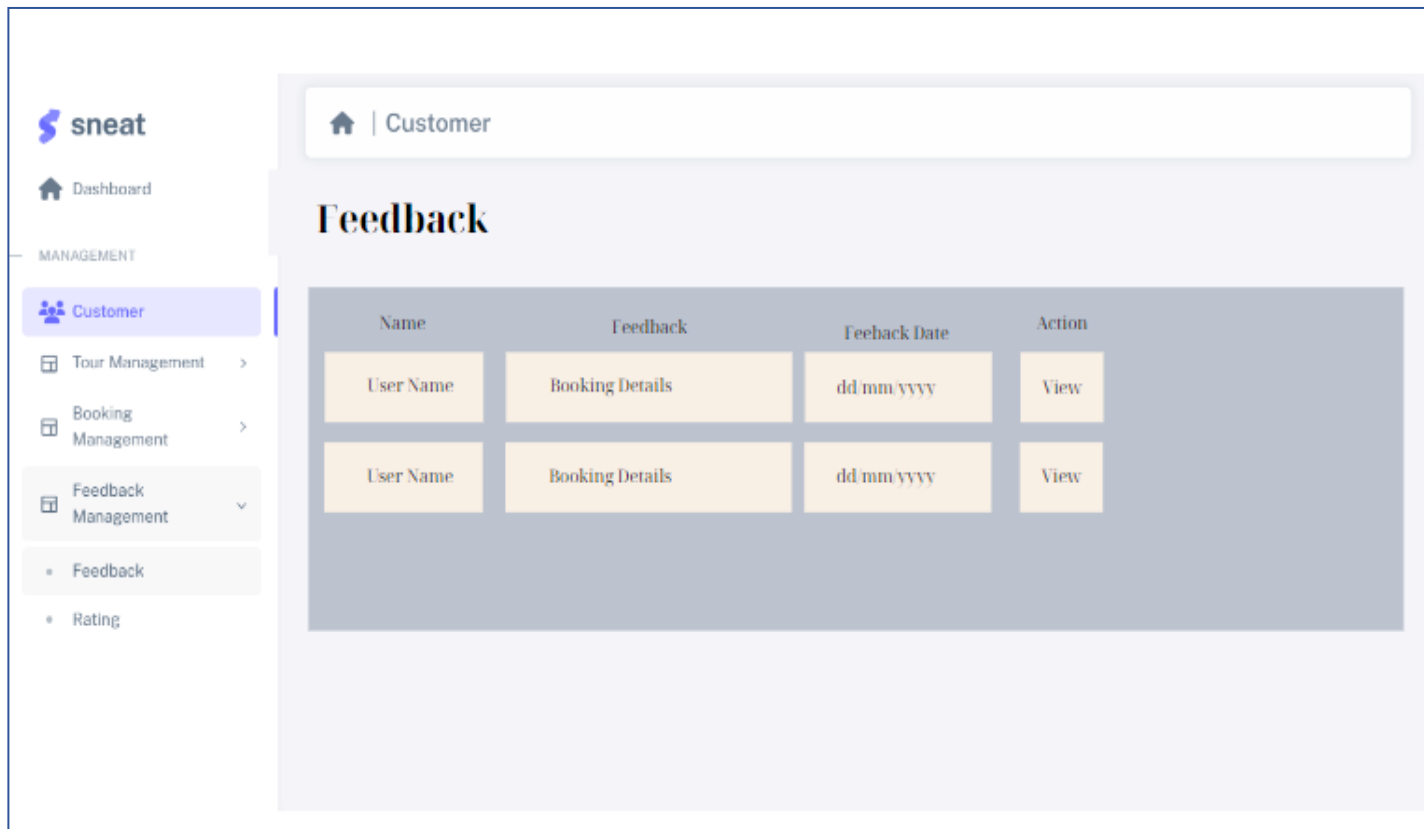 sneat
Dashboard
MANAGEMENT
Customer
Tour Management
Booking
Management
Feedback
Management
Feedback
Rating
| Customer
Feedback
Name Feedback Feeback Date Action
User Name Booking Details dd/mm/yyyy View
User Name Booking Details dd/mm/yyyy View